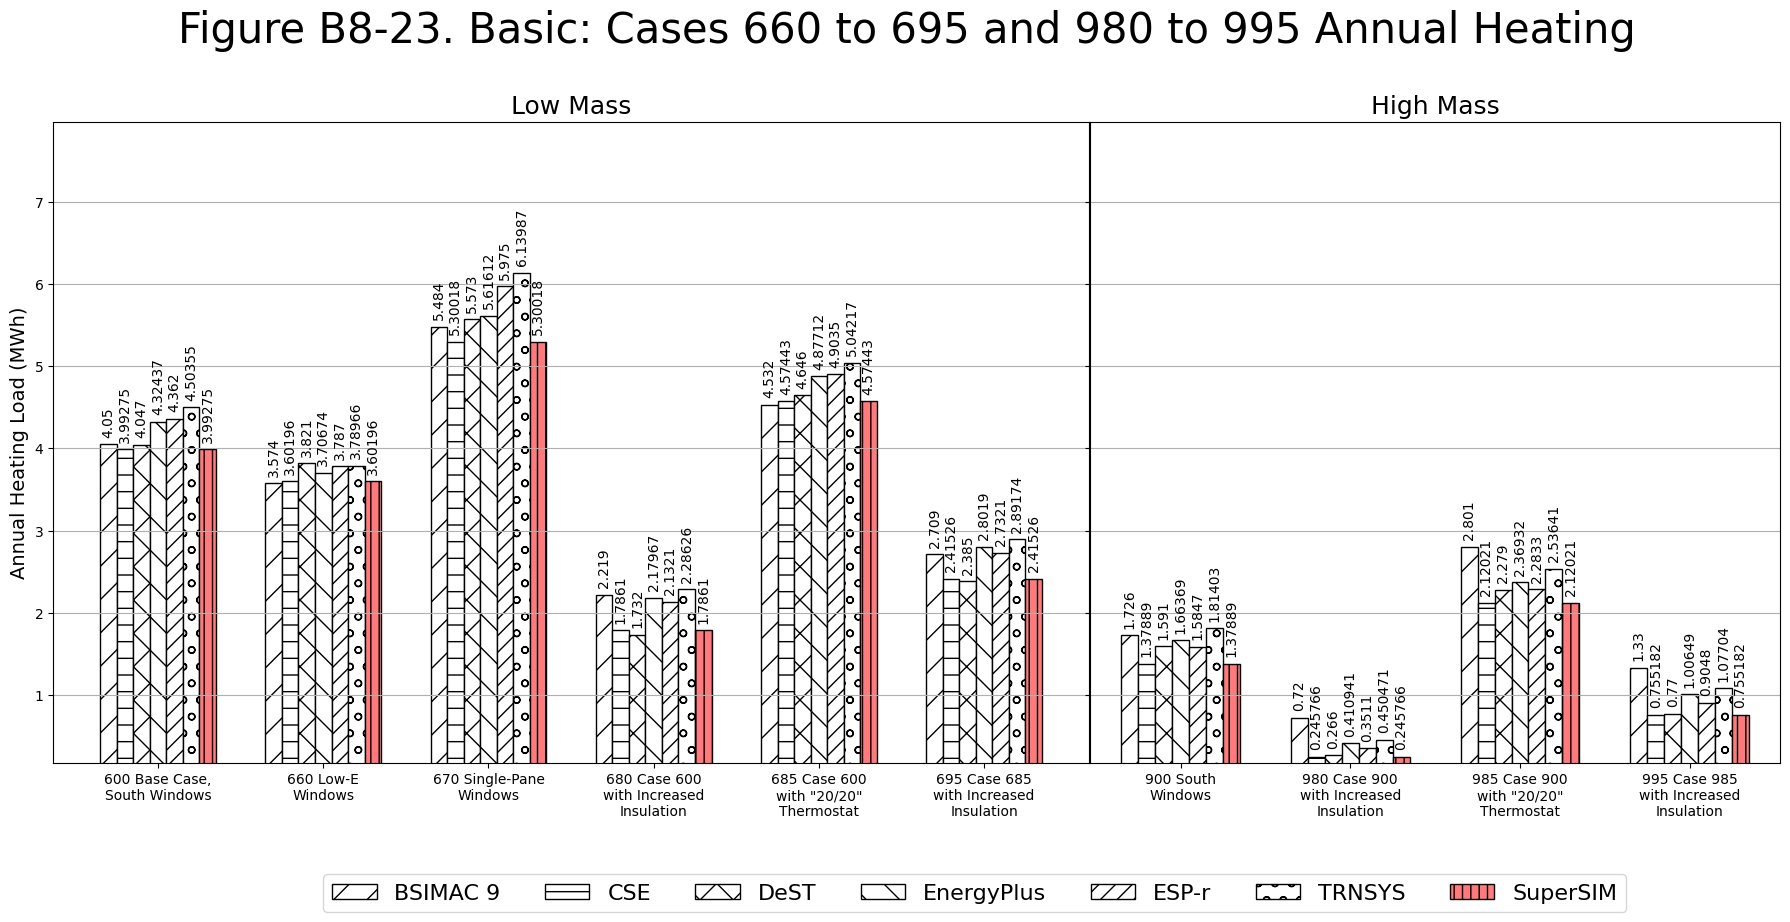 Figure B8-23. Basic: Cases 660 to 695 and 980 to 995 Annual Heating
Low Mass
High Mass
Annual Heating Load (MWh)
7
6
5
4
3
2
1
4.05
3.99275
4.047
4.32437
4.362
4.50355
3.99275
3.574
3.60196
3.821
3.70674
3.787
3.78966
3.60196
5.484
5.30018
5.573
5.61612
5.975
6.13987
5.30018
2.219
1.7861
1.732
2.17967
2.1321
2.28626
1.7861
4.532
4.57443
4.646
4.87712
4.9035
5.04217
4.57443
2.709
2.41526
2.385
2.8019
2.7321
2.89174
2.41526
1.726
1.37889
1.591
1.66369
1.5847
1.81403
1.37889
0.72
0.245766
0.266
0.410941
0.3511
0.450471
0.245766
2.801
2.12021
2.279
2.36932
2.2833
2.53641
2.12021
1.33
0.755182
0.77
1.00649
0.9048
1.07704
0.755182
600 Base Case,
South Windows
660 Low-E
Windows
670 Single-Pane
Windows
680 Case 600
with Increased
Insulation
685 Case 600
with "20/20"
Thermostat
695 Case 685
with Increased
Insulation
900 South
Windows
980 Case 900
with Increased
Insulation
985 Case 900
with "20/20"
Thermostat
995 Case 985
with Increased
Insulation
BSIMAC 9
CSE
DeST
EnergyPlus
ESP-r
TRNSYS
SuperSIM